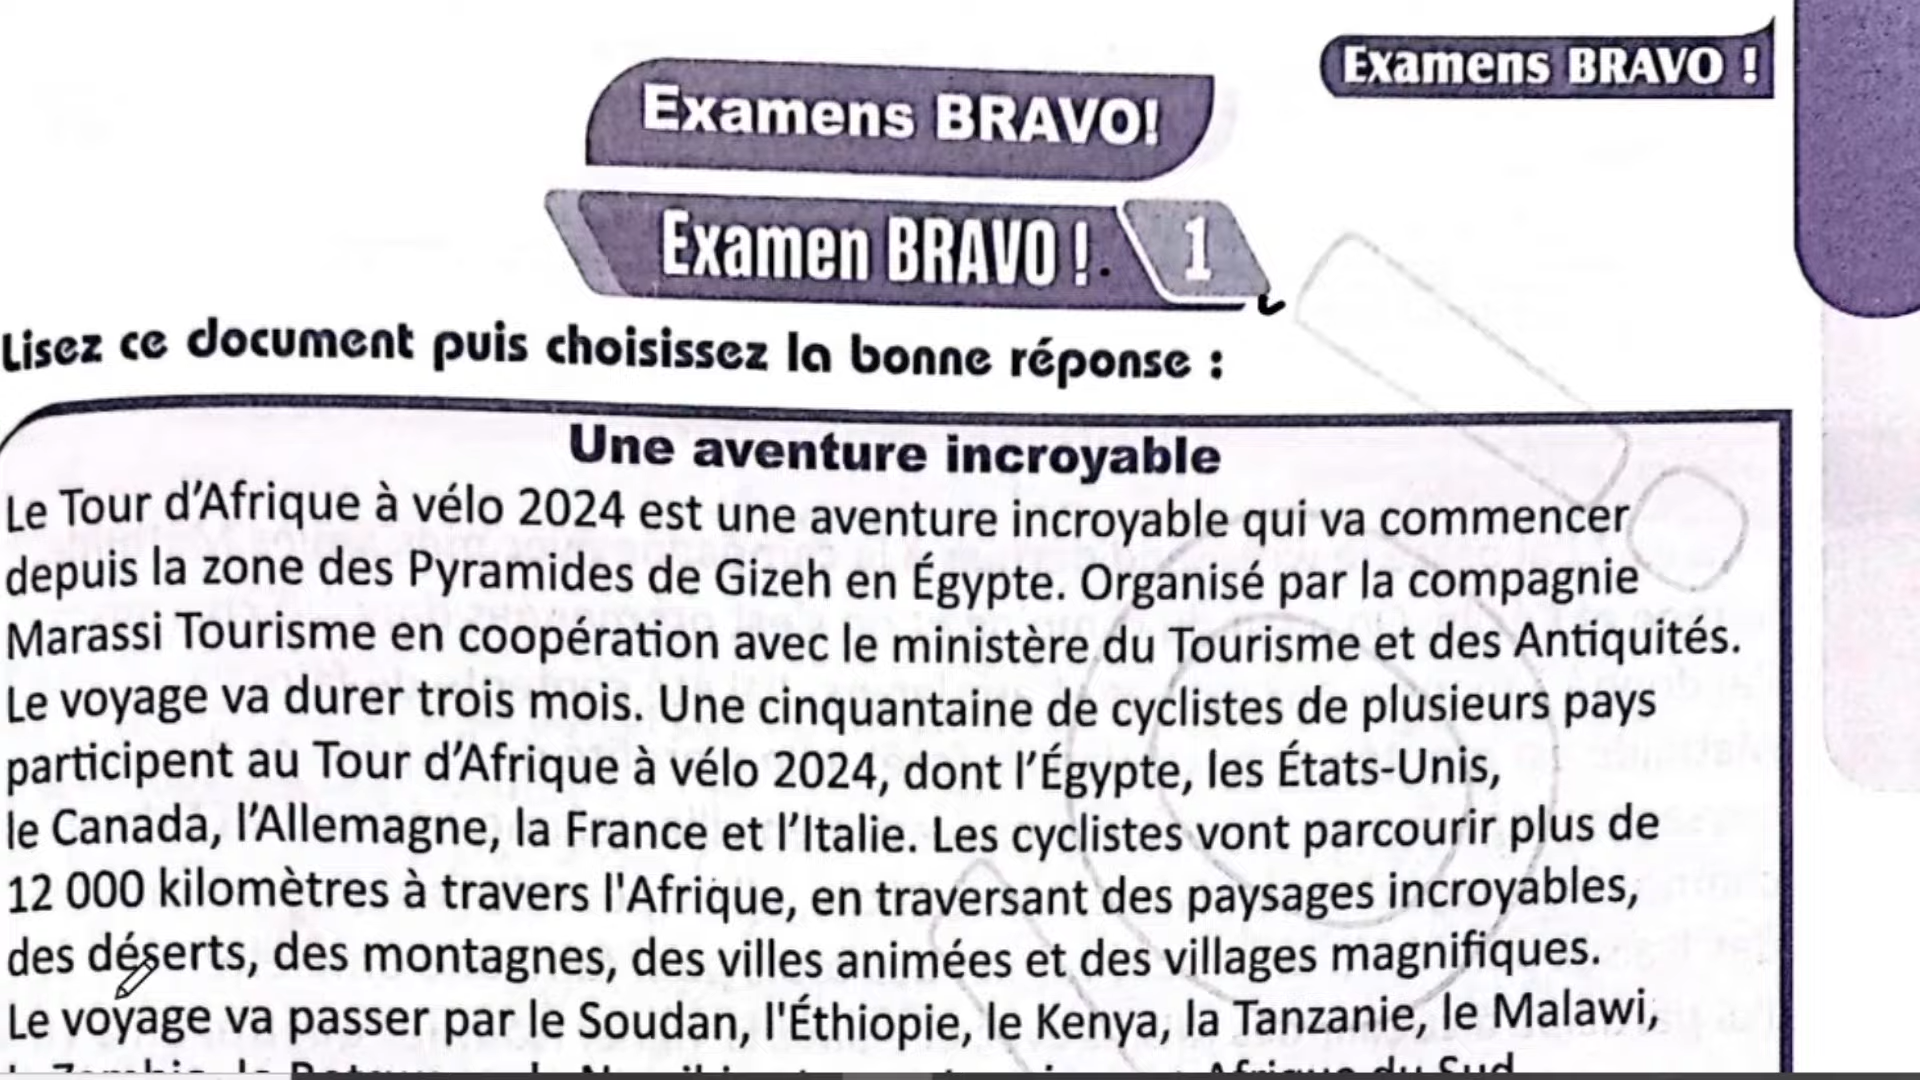 Examens BRAVO !
Examens BRAVO!
Examen BRAVO ! 1
Lisez ce document puis choisissez la bonne réponse :
Une aventure incroyable
Le Tour d’Afrique à vélo 2024 est une aventure incroyable qui va commencer
depuis la zone des Pyramides de Gizeh en Égypte. Organisé par la compagnie
Marassi Tourisme en coopération avec le ministère du Tourisme et des Antiquités.
Le voyage va durer trois mois. Une cinquantaine de cyclistes de plusieurs pays
participent au Tour d’Afrique à vélo 2024, dont l’Égypte, les États-Unis,
le Canada, l’Allemagne, la France et l’Italie. Les cyclistes vont parcourir plus de
12 000 kilomètres à travers l'Afrique, en traversant des paysages incroyables,
des déserts, des montagnes, des villes animées et des villages magnifiques.
Le voyage va passer par le Soudan, l'Éthiopie, le Kenya, la Tanzanie, le Malawi,
Afrique du Sud